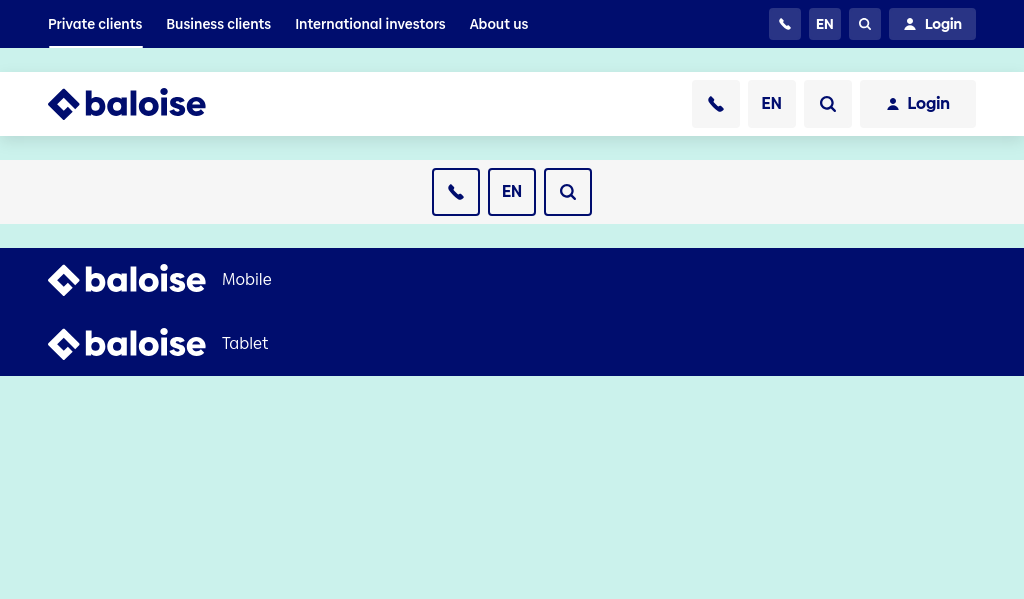 Private clients Business clients International investors About us EN Login
baloise EN Login
EN
baloise Mobile
baloise Tablet